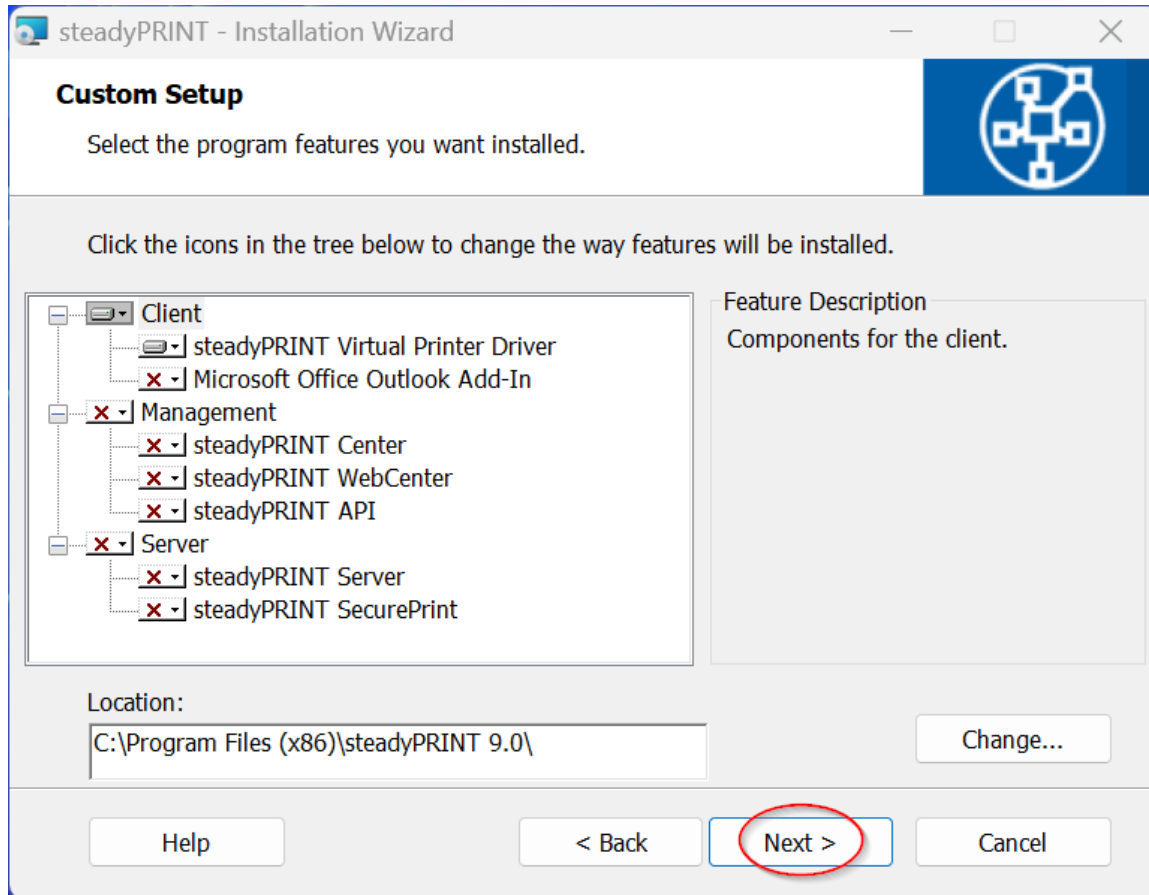 steadyPRINT - Installation Wizard
Custom Setup
Select the program features you want installed.
Click the icons in the tree below to change the way features will be installed.
Client
steadyPRINT Virtual Printer Driver
Microsoft Office Outlook Add-In
Management
steadyPRINT Center
steadyPRINT WebCenter
steadyPRINT API
Server
steadyPRINT Server
steadyPRINT SecurePrint
Feature Description
Components for the client.
Location:
C:\Program Files (x86)\steadyPRINT 9.0\
Change...
Help
< Back
Next >
Cancel